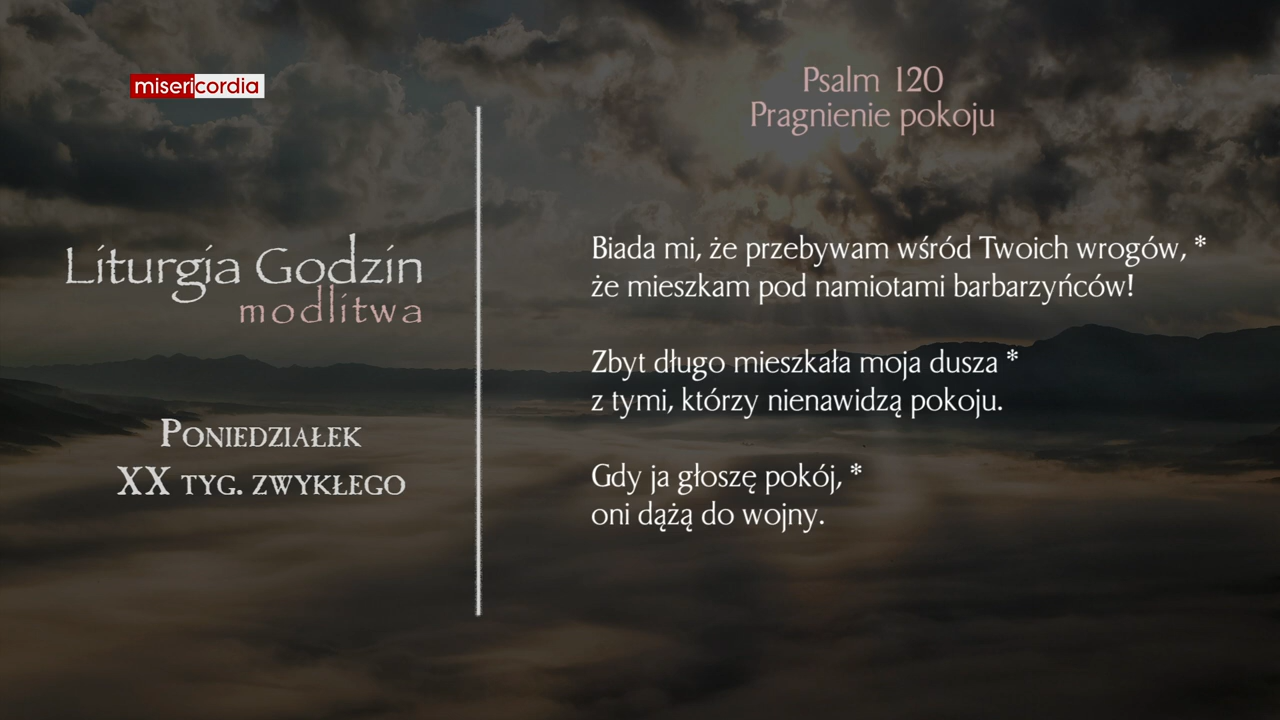 misericordia
Liturgia Godzin
modlitwa
Poniedziałek
XX tyg. zwykłego
Psalm 120
Pragnienie pokoju
Biada mi, że przebywam wśród Twoich wrogów, *
że mieszkam pod namiotami barbarzyńców!
Zbyt długo mieszkała moja dusza *
z tymi, którzy nienawidzą pokoju.
Gdy ja głoszę pokój, *
oni dążą do wojny.